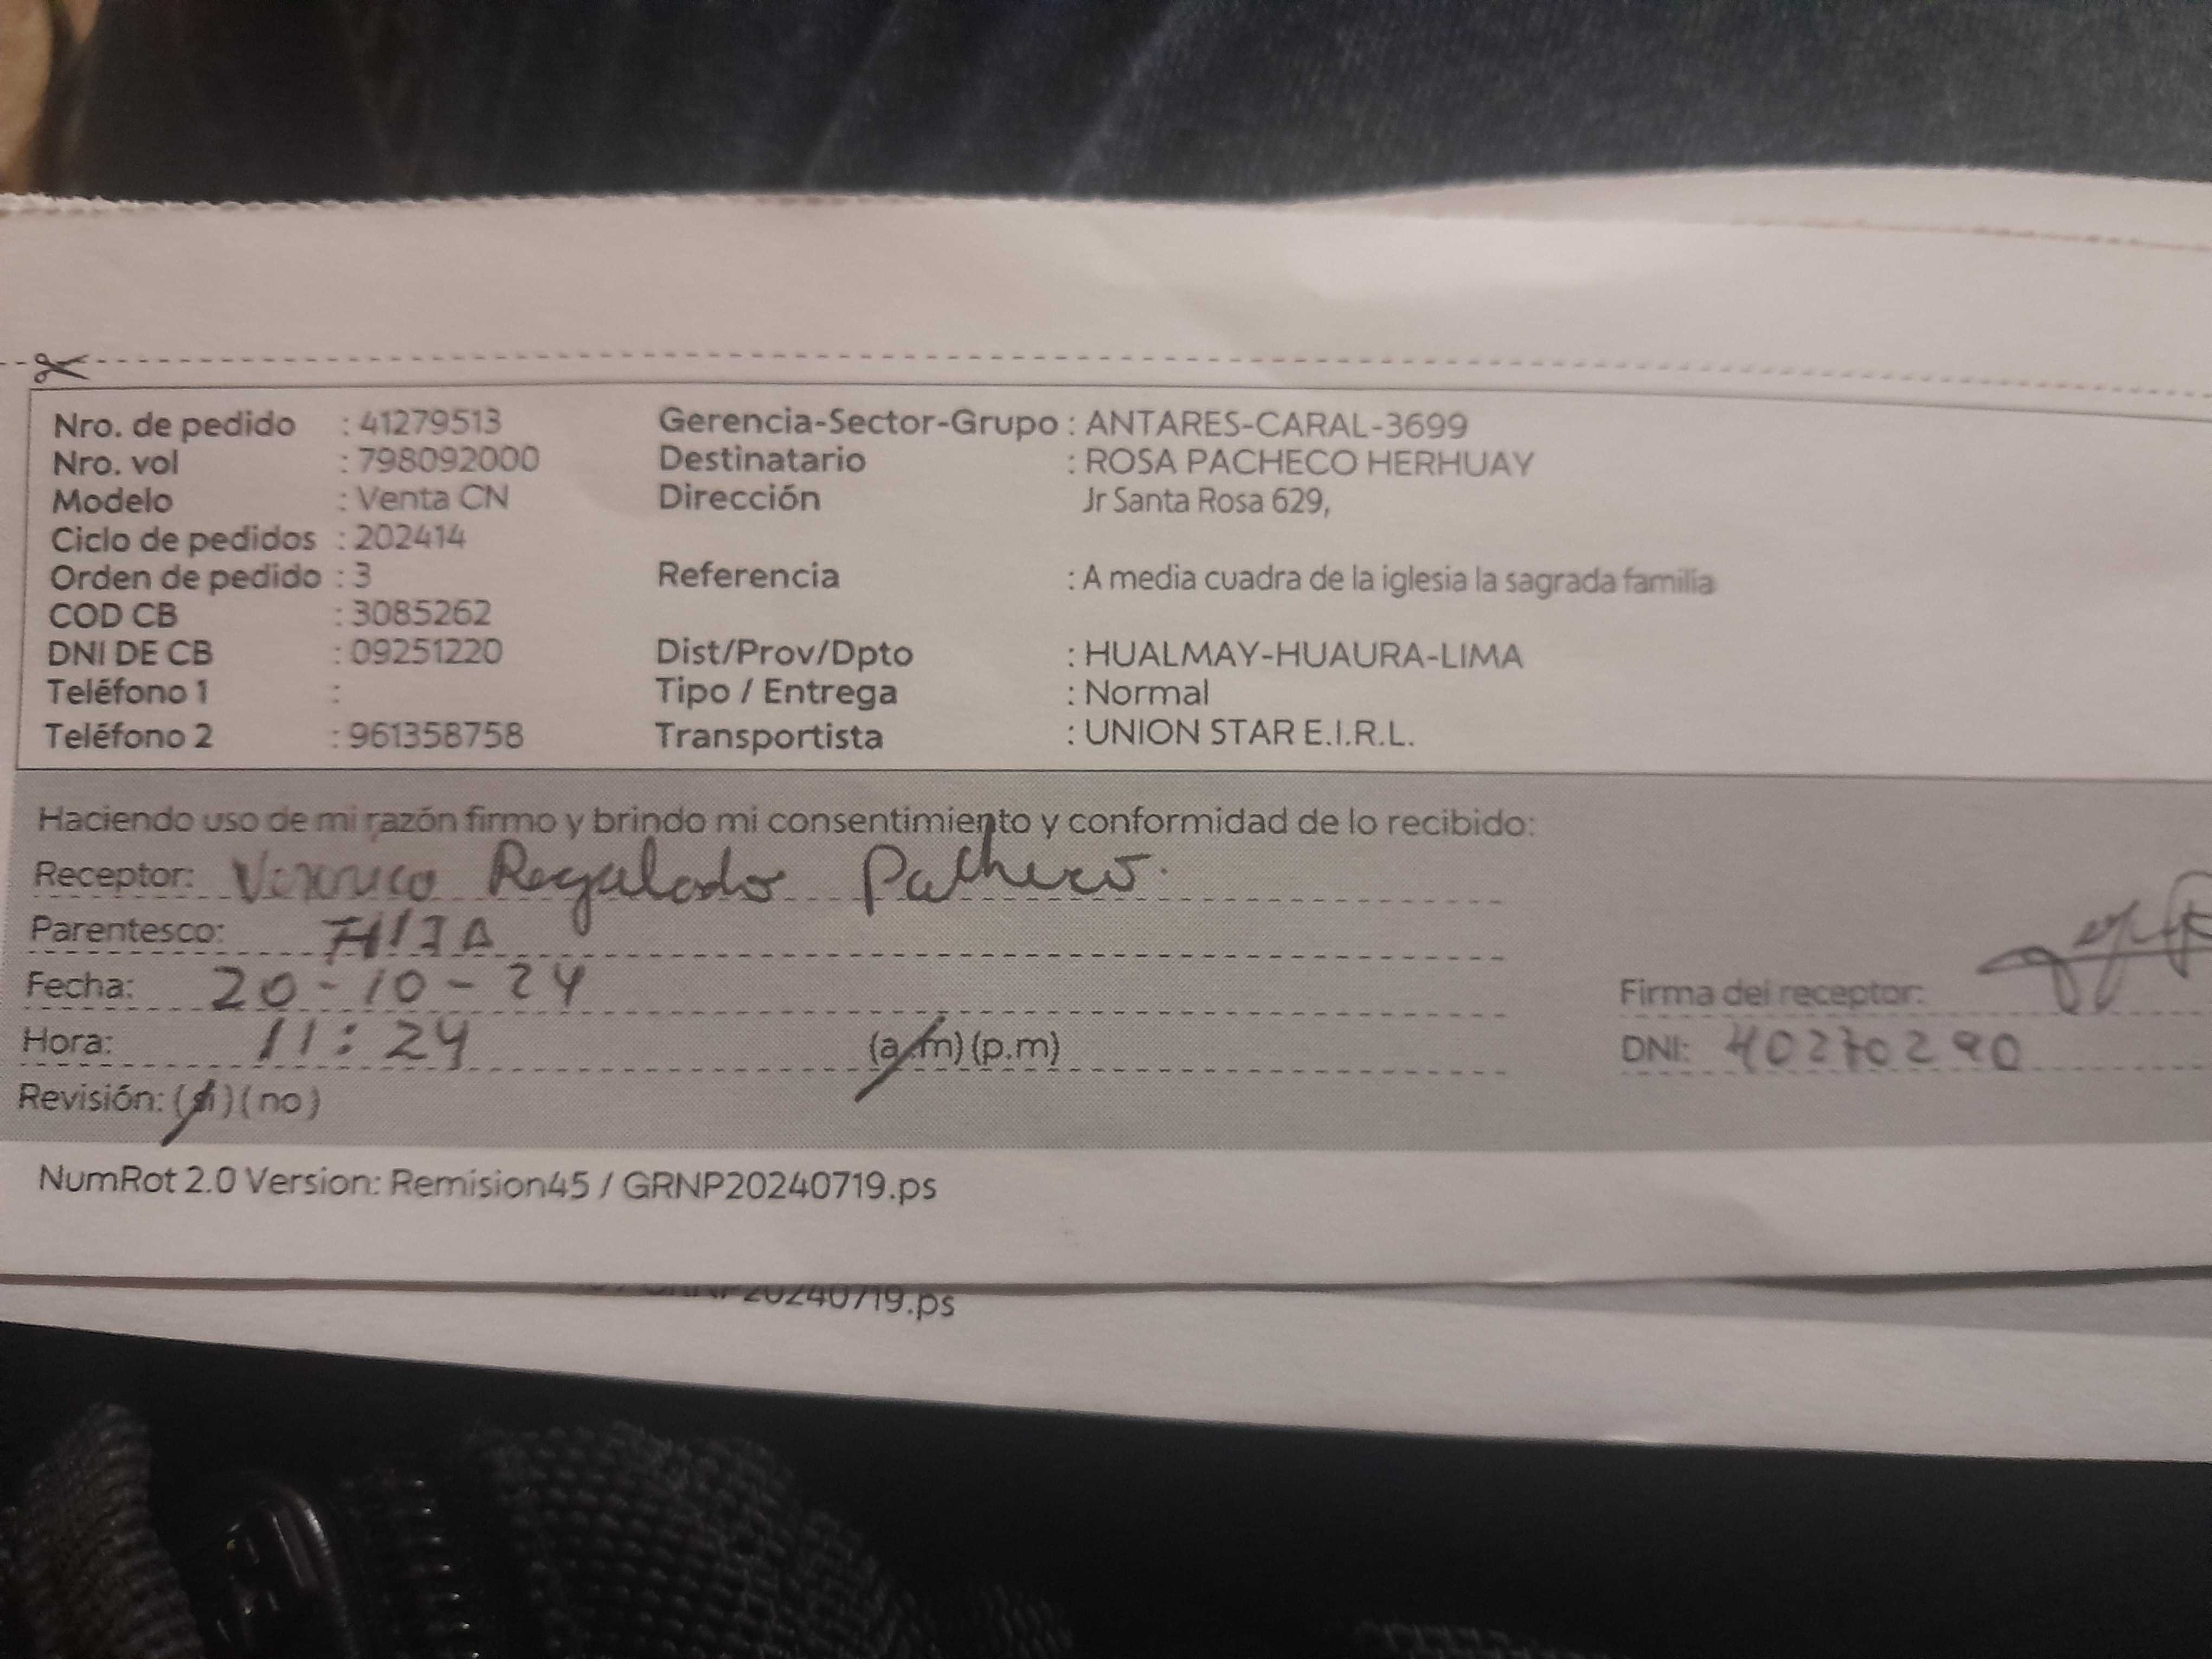 Nro. de pedido : 41279513 Gerencia-Sector-Grupo : ANTARES-CARAL-3699
Nro. vol : 798092000 Destinatario : ROSA PACHECO HERHUAY
Modelo : Venta CN Dirección Jr Santa Rosa 629,
Ciclo de pedidos : 202414
Orden de pedido : 3 Referencia : A media cuadra de la iglesia la sagrada familia
COD CB : 3085262
DNI DE CB : 09251220 Dist/Prov/Dpto : HUALMAY-HUAURA-LIMA
Teléfono 1 : Tipo / Entrega : Normal
Teléfono 2 : 961358758 Transportista : UNION STAR E.I.R.L.
Haciendo uso de mi razón firmo y brindo mi consentimiento y conformidad de lo recibido:
Receptor: Veronica Regalado Pacheco.
Parentesco: HIJA
Fecha: 20-10-24 Firma del receptor:
Hora: 11:24 (a.m) (p.m) DNI: 40270290
Revisión: (si) (no)
NumRot 2.0 Version: Remision45 / GRNP20240719.ps
20240719.ps